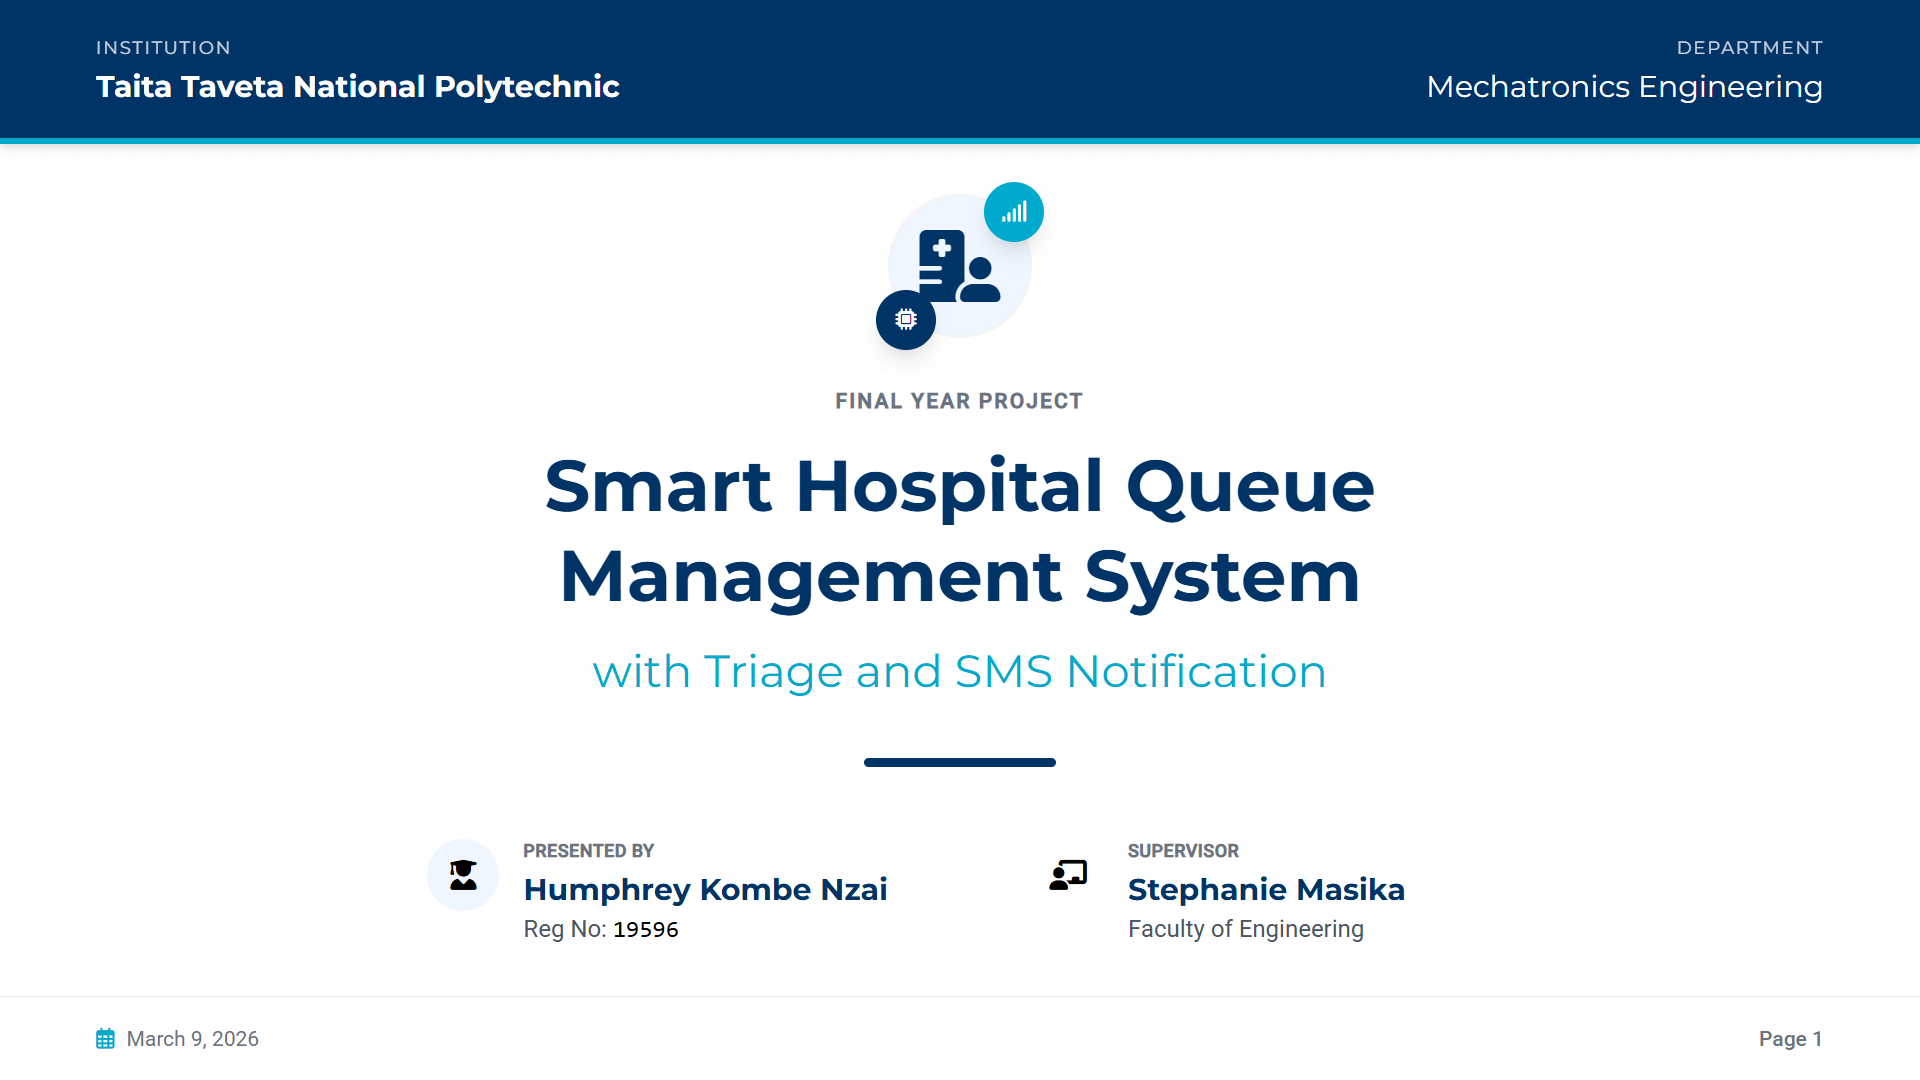 INSTITUTION
Taita Taveta National Polytechnic
DEPARTMENT
Mechatronics Engineering
FINAL YEAR PROJECT
Smart Hospital Queue
Management System
with Triage and SMS Notification
PRESENTED BY
Humphrey Kombe Nzai
Reg No: 19596
SUPERVISOR
Stephanie Masika
Faculty of Engineering
March 9, 2026
Page 1